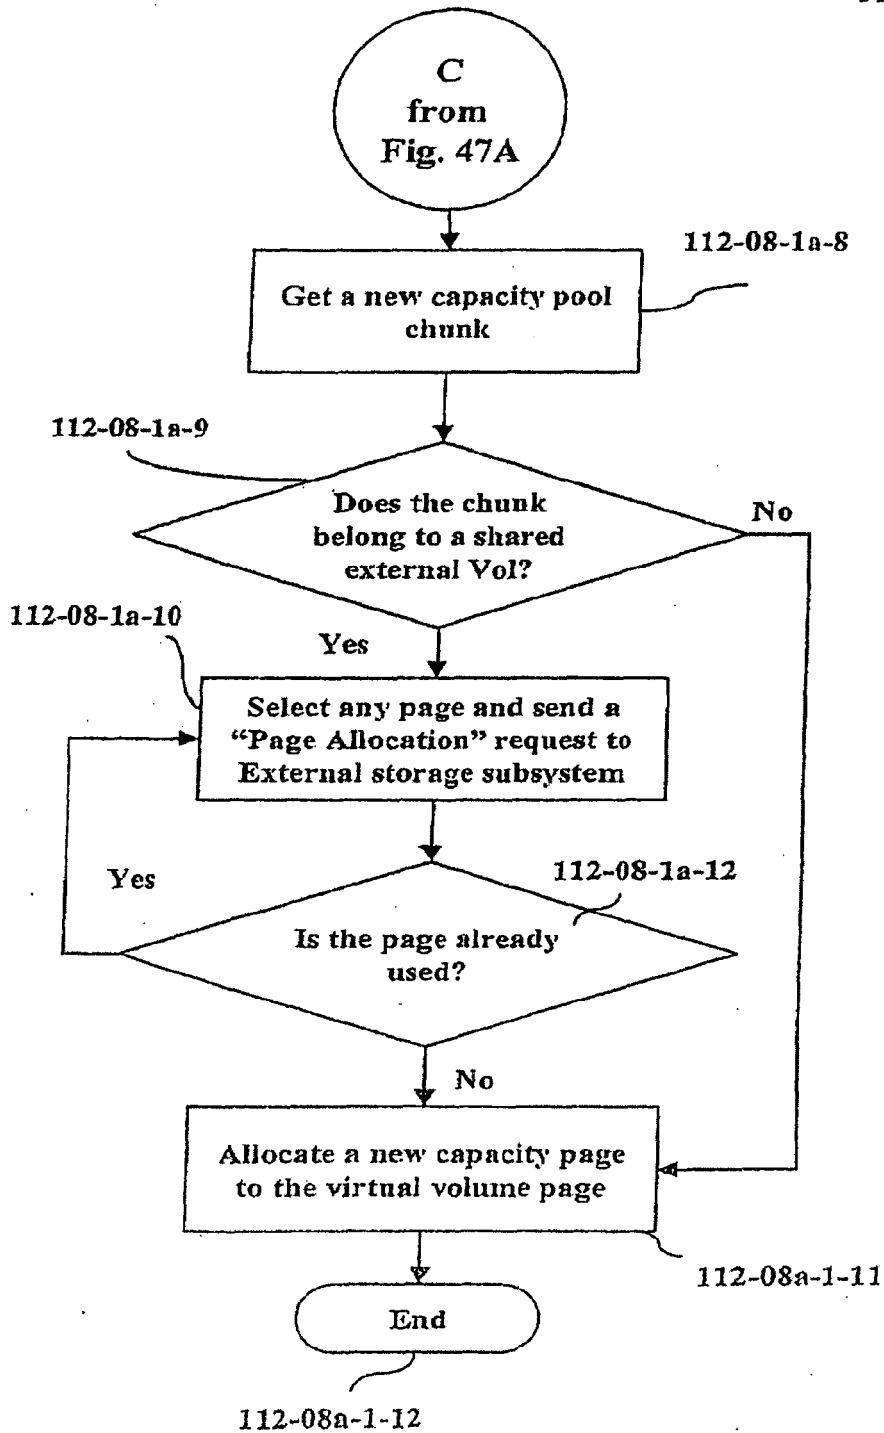 C
from
Fig. 47A
112-08-1a-8
Get a new capacity pool
chunk
112-08-1a-9
Does the chunk
belong to a shared
external Vol?
No
112-08-1a-10
Yes
Select any page and send a
“Page Allocation” request to
External storage subsystem
Yes
112-08-1a-12
Is the page already
used?
No
Allocate a new capacity page
to the virtual volume page
112-08a-1-11
End
112-08a-1-12